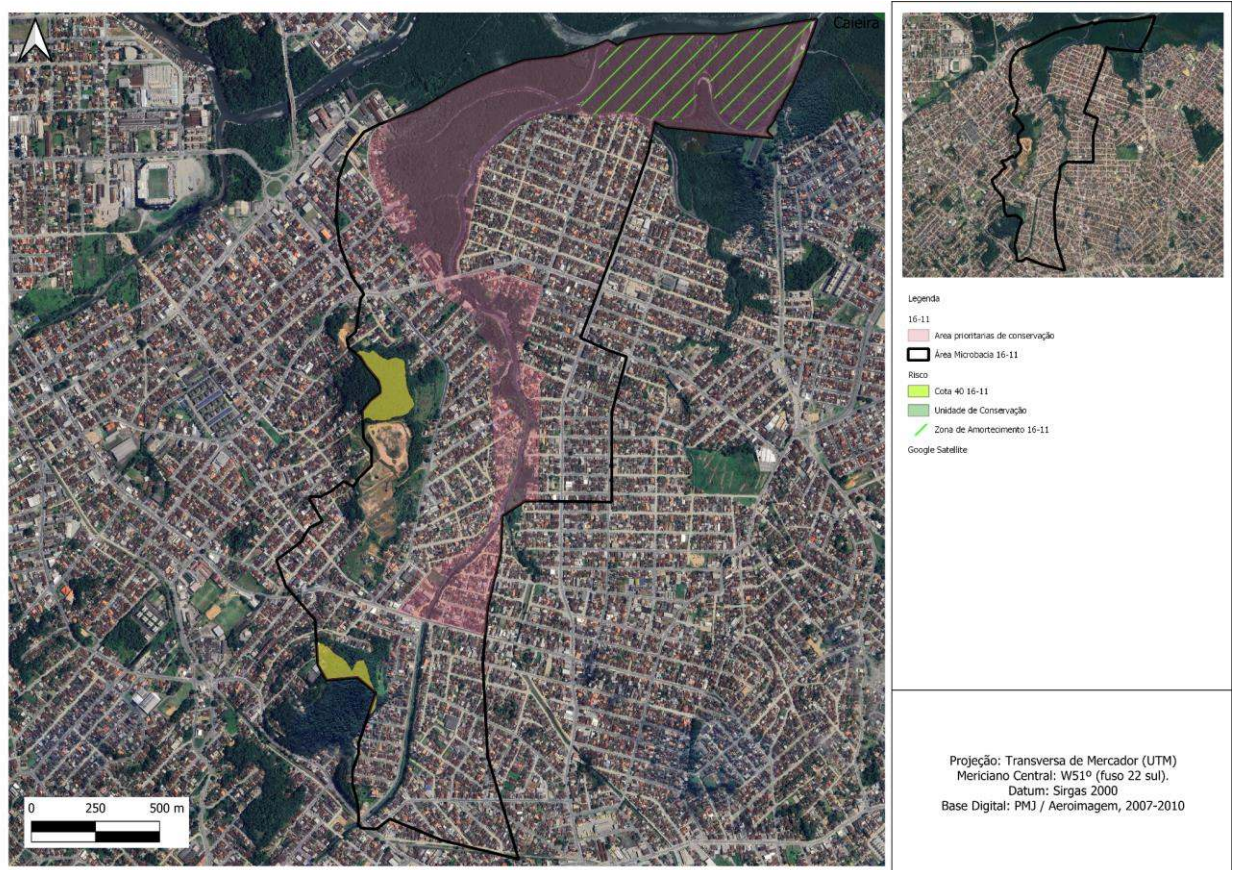 Caieira
0 250 500 m
Legenda
16-11
Area prioritarias de conservação
Área Microbacia 16-11
Risco
Cota 40 16-11
Unidade de Conservação
Zona de Amortecimento 16-11
Google Satellite
Projeção: Transversa de Mercador (UTM)
Mericiano Central: W51º (fuso 22 sul).
Datum: Sirgas 2000
Base Digital: PMJ / Aeroimagem, 2007-2010